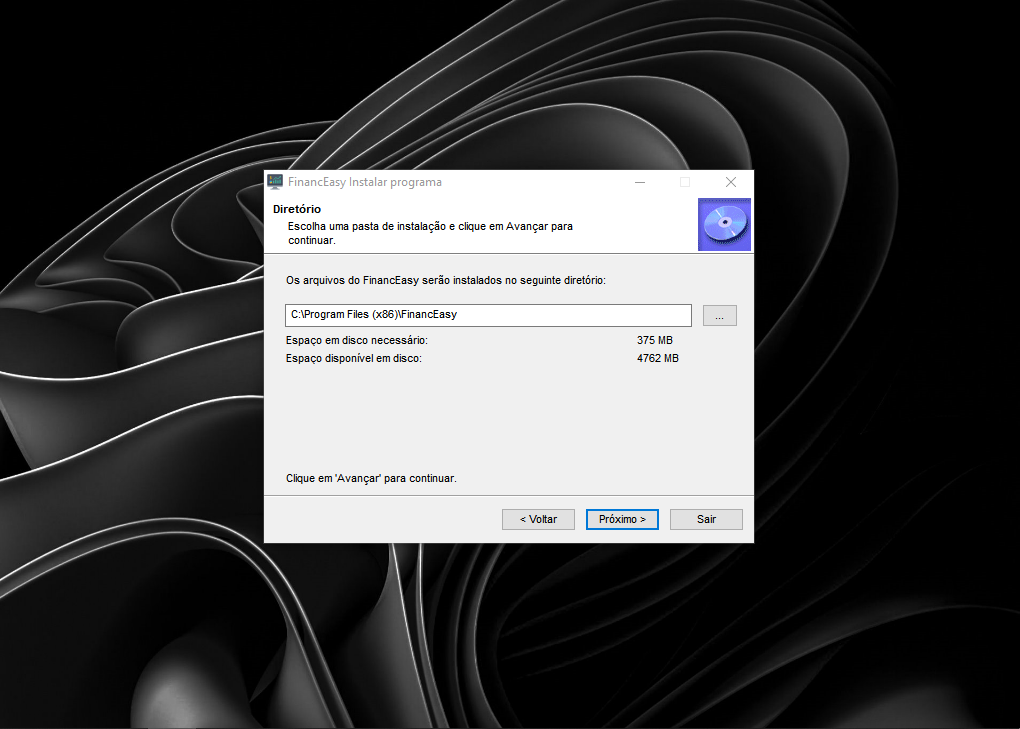 FinancEasy Instalar programa
Diretório
Escolha uma pasta de instalação e clique em Avançar para
continuar.
Os arquivos do FinancEasy serão instalados no seguinte diretório:
C:\Program Files (x86)\FinancEasy
...
Espaço em disco necessário: 375 MB
Espaço disponível em disco: 4762 MB
Clique em 'Avançar' para continuar.
< Voltar Próximo > Sair